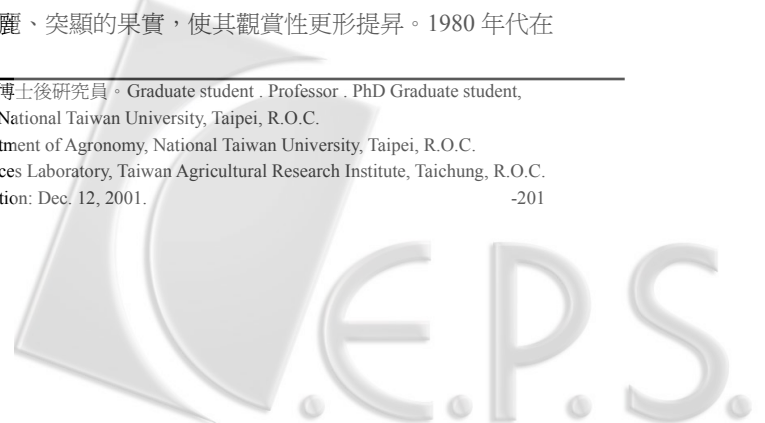 麗、突顯的果實，使其觀賞性更形提昇。1980 年代在
博士後研究員。Graduate student . Professor . PhD Graduate student,
National Taiwan University, Taipei, R.O.C.
tment of Agronomy, National Taiwan University, Taipei, R.O.C.
ces Laboratory, Taiwan Agricultural Research Institute, Taichung, R.O.C.
tion: Dec. 12, 2001. -201
C.E.P.S.